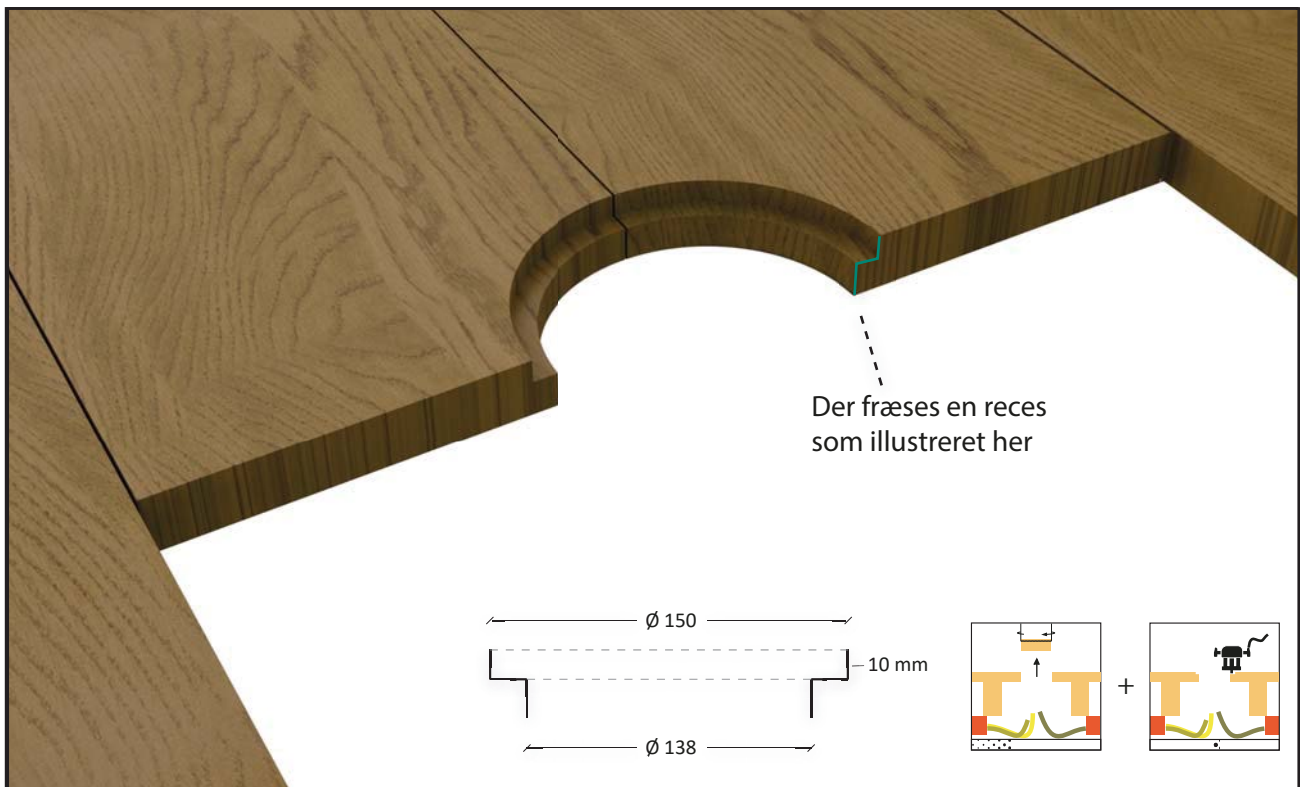 Der fræses en reces
som illustreret her
Ø 150
10 mm
Ø 138
+